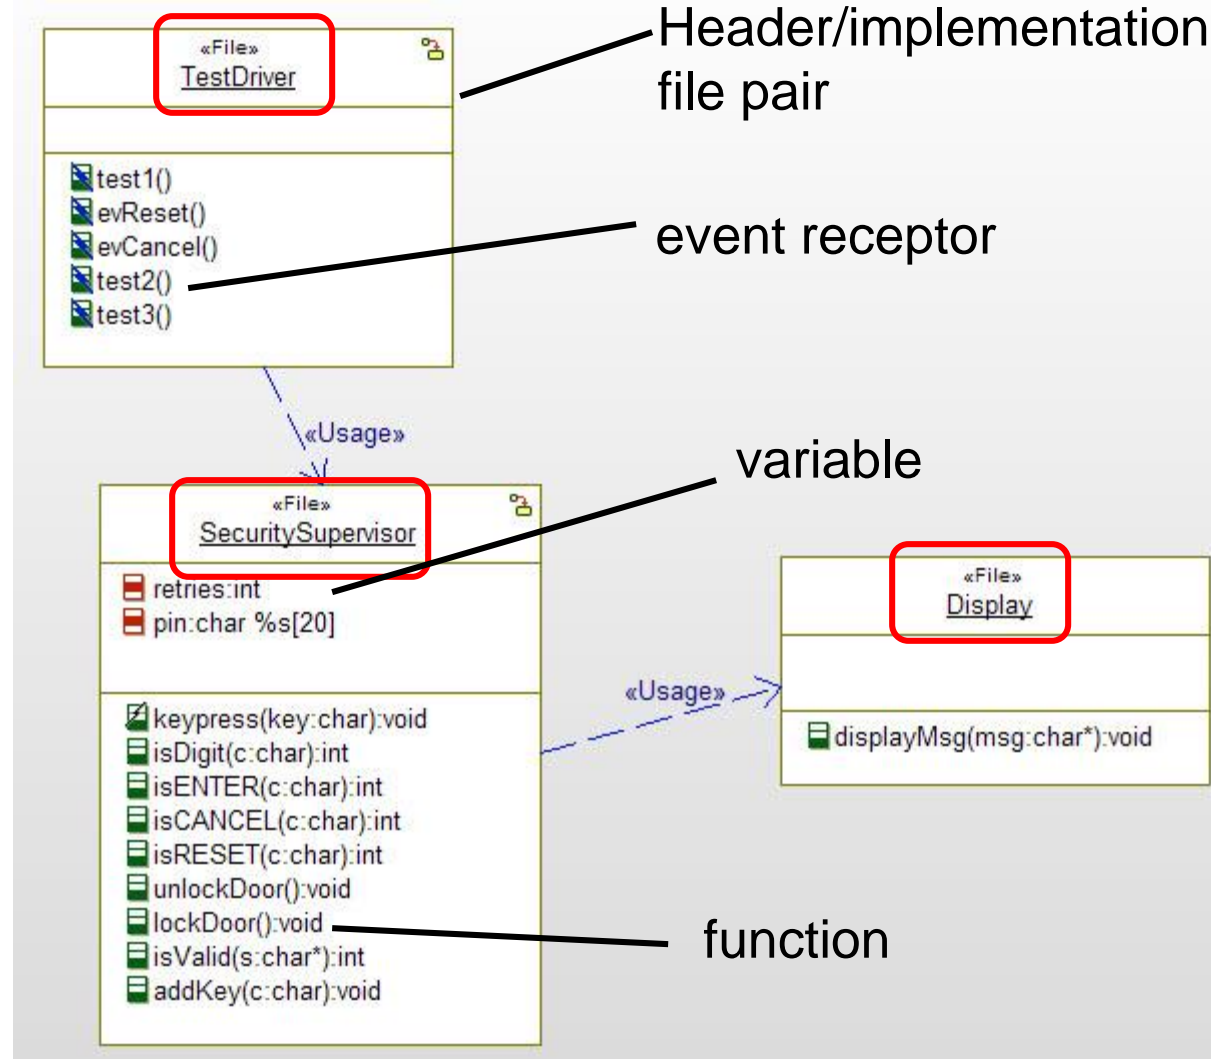 Header/implementation
file pair
«File»
TestDriver
test1()
evReset()
evCancel()
test2()
test3()
event receptor
«Usage»
variable
«File»
SecuritySupervisor
retries:int
pin:char %s[20]
keypress(key:char):void
isDigit(c:char):int
isENTER(c:char):int
isCANCEL(c:char):int
isRESET(c:char):int
unlockDoor():void
lockDoor():void
isValid(s:char*):int
addKey(c:char):void
«Usage»
«File»
Display
displayMsg(msg:char*):void
function